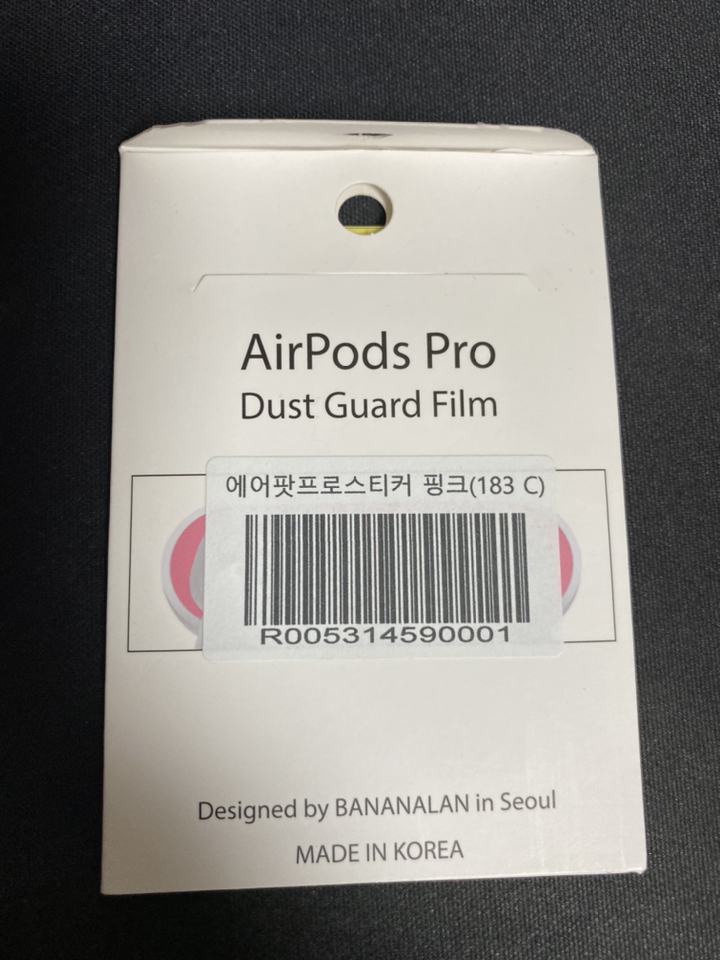 AirPods Pro
Dust Guard Film
에어팟프로스티커 핑크(183 C)
R005314590001
Designed by BANANALAN in Seoul
MADE IN KOREA